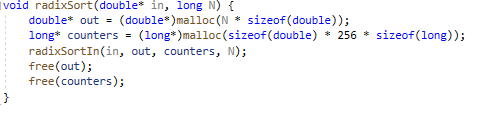 void radixSort(double* in, long N) {
    double* out = (double*)malloc(N * sizeof(double));
    long* counters = (long*)malloc(sizeof(double) * 256 * sizeof(long));
    radixSortIn(in, out, counters, N);
    free(out);
    free(counters);
}